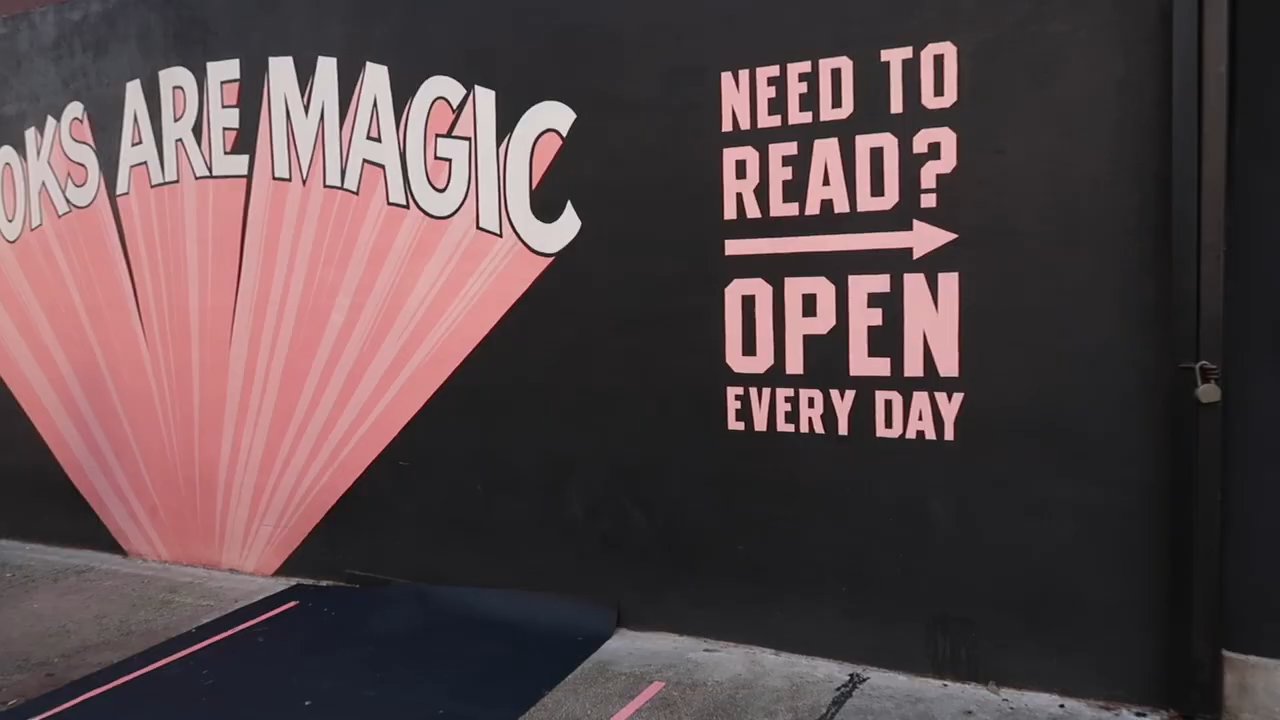 OKS ARE MAGIC
NEED TO
READ?
OPEN
EVERY DAY